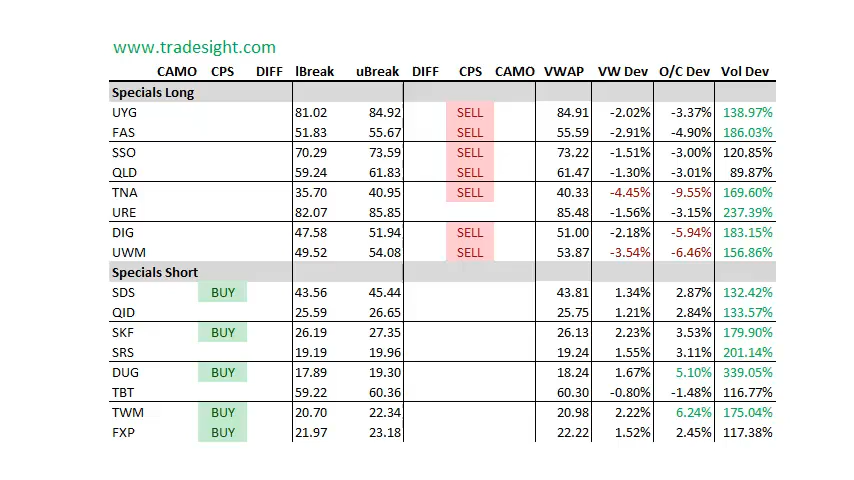 www.tradesight.com
CAMO CPS DIFF lBreak uBreak DIFF CPS CAMO VWAP VW Dev O/C Dev Vol Dev
Specials Long
UYG 81.02 84.92 SELL 84.91 -2.02% -3.37% 138.97%
FAS 51.83 55.67 SELL 55.59 -2.91% -4.90% 186.03%
SSO 70.29 73.59 SELL 73.22 -1.51% -3.00% 120.85%
QLD 59.24 61.83 SELL 61.47 -1.30% -3.01% 89.87%
TNA 35.70 40.95 SELL 40.33 -4.45% -9.55% 169.60%
URE 82.07 85.85 85.48 -1.56% -3.15% 237.39%
DIG 47.58 51.94 SELL 51.00 -2.18% -5.94% 183.15%
UWM 49.52 54.08 SELL 53.87 -3.54% -6.46% 156.86%
Specials Short
SDS BUY 43.56 45.44 43.81 1.34% 2.87% 132.42%
QID 25.59 26.65 25.75 1.21% 2.84% 133.57%
SKF BUY 26.19 27.35 26.13 2.23% 3.53% 179.90%
SRS 19.19 19.96 19.24 1.55% 3.11% 201.14%
DUG BUY 17.89 19.30 18.24 1.67% 5.10% 339.05%
TBT 59.22 60.36 60.30 -0.80% -1.48% 116.77%
TWM BUY 20.70 22.34 20.98 2.22% 6.24% 175.04%
FXP BUY 21.97 23.18 22.22 1.52% 2.45% 117.38%